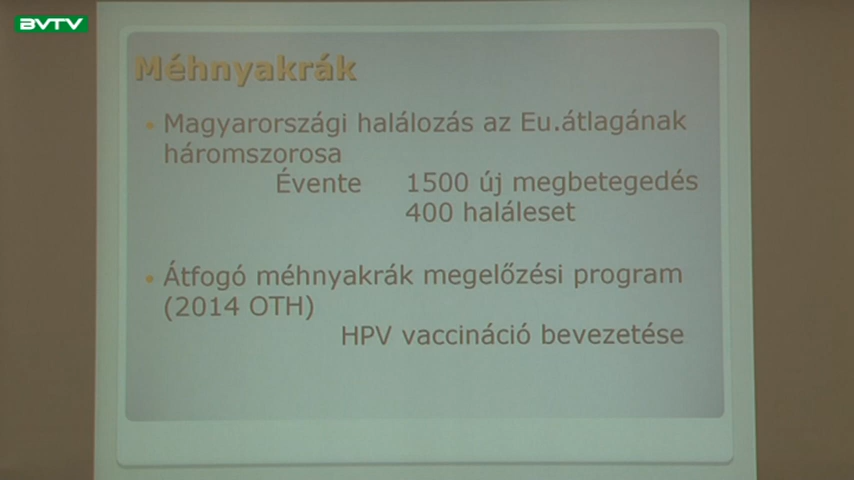 BVTV
Méhnyakrák
• Magyarországi halálozás az Eu.átlagának
háromszorosa
Évente 1500 új megbetegedés
400 haláleset
• Átfogó méhnyakrák megelőzési program
(2014 OTH)
HPV vaccináció bevezetése